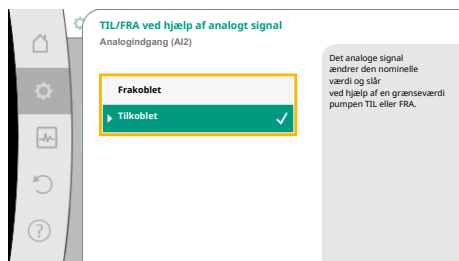 TIL/FRA ved hjælp af analogt signal
Analogindgang (AI2)
Frakoblet
Tilkoblet
Det analoge signal
ændrer den nominelle
værdi og slår
ved hjælp af en grænseværdi
pumpen TIL eller FRA.
?